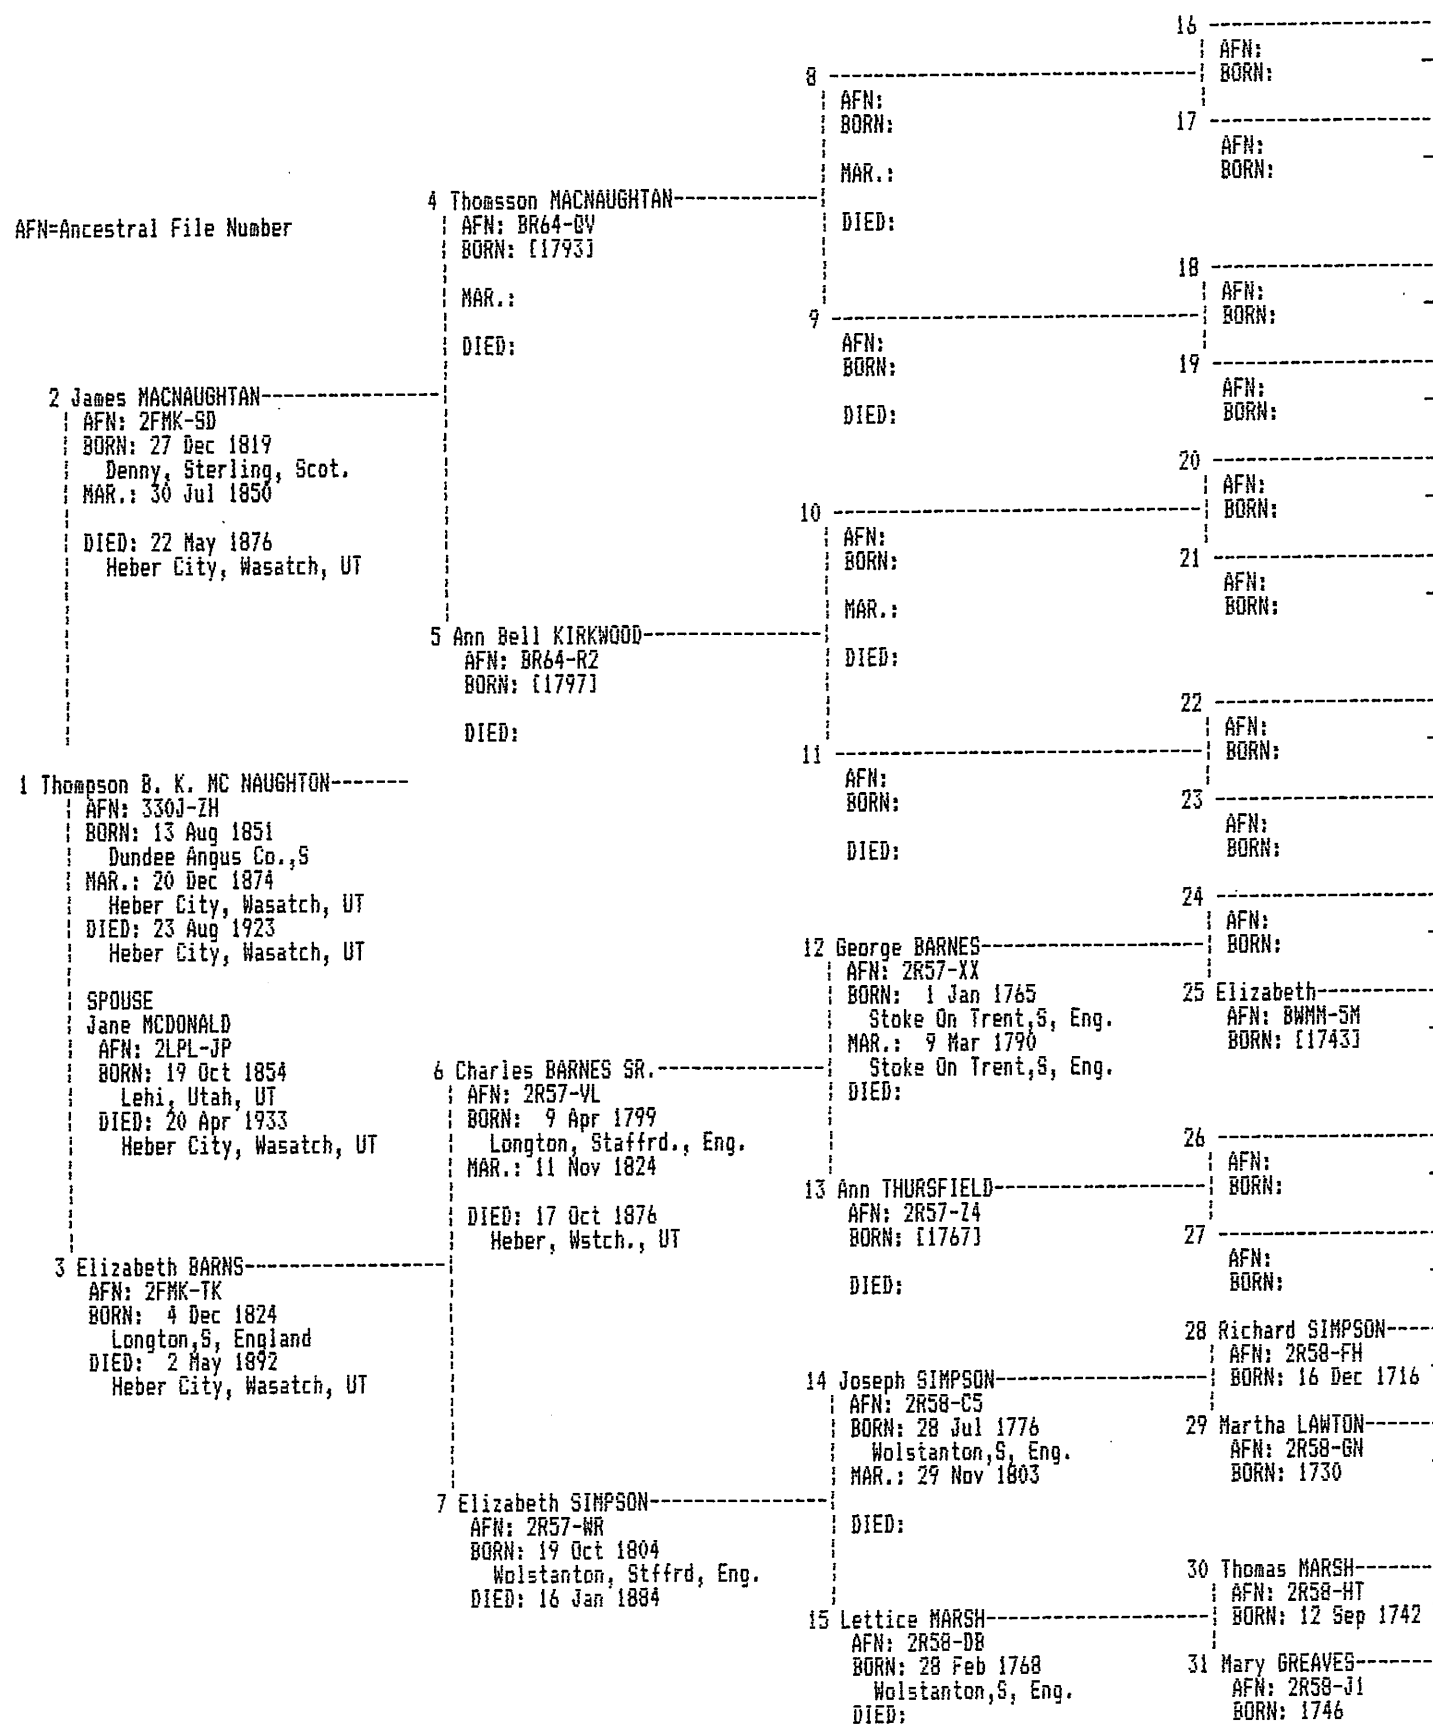 AFN=Ancestral File Number
1 Thompson B. K. MC NAUGHTON
AFN: 330J-ZH
BORN: 13 Aug 1851
Dundee Angus Co.,S
MAR.: 20 Dec 1874
Heber City, Wasatch, UT
DIED: 23 Aug 1923
Heber City, Wasatch, UT
SPOUSE
Jane MCDONALD
AFN: 2LPL-JP
BORN: 19 Oct 1854
Lehi, Utah, UT
DIED: 20 Apr 1933
Heber City, Wasatch, UT
2 James MACNAUGHTAN
AFN: 2FMK-SD
BORN: 27 Dec 1819
Denny, Sterling, Scot.
MAR.: 30 Jul 1850
DIED: 22 May 1876
Heber City, Wasatch, UT
3 Elizabeth BARNS
AFN: 2FMK-TK
BORN: 4 Dec 1824
Longton,S, England
DIED: 2 May 1892
Heber City, Wasatch, UT
4 Thomsson MACNAUGHTAN
AFN: BR64-QV
BORN: [1793]
MAR.:
DIED:
5 Ann Bell KIRKWOOD
AFN: BR64-R2
BORN: [1797]
DIED:
6 Charles BARNES SR.
AFN: 2R57-VL
BORN: 9 Apr 1799
Longton, Staffrd., Eng.
MAR.: 11 Nov 1824
DIED: 17 Oct 1876
Heber, Wstch., UT
7 Elizabeth SIMPSON
AFN: 2R57-WR
BORN: 19 Oct 1804
Wolstanton, Stffrd, Eng.
DIED: 16 Jan 1884
8
AFN:
BORN:
MAR.:
DIED:
9
AFN:
BORN:
DIED:
10
AFN:
BORN:
MAR.:
DIED:
11
AFN:
BORN:
DIED:
12 George BARNES
AFN: 2R57-XX
BORN: 1 Jan 1765
Stoke On Trent,S, Eng.
MAR.: 9 Mar 1790
Stoke On Trent,S, Eng.
DIED:
13 Ann THURSFIELD
AFN: 2R57-Z4
BORN: [1767]
DIED:
14 Joseph SIMPSON
AFN: 2R58-C5
BORN: 28 Jul 1776
Wolstanton,S, Eng.
MAR.: 29 Nov 1803
DIED:
15 Lettice MARSH
AFN: 2R58-DB
BORN: 28 Feb 1768
Wolstanton,S, Eng.
DIED:
16
AFN:
BORN:
17
AFN:
BORN:
18
AFN:
BORN:
19
AFN:
BORN:
20
AFN:
BORN:
21
AFN:
BORN:
22
AFN:
BORN:
23
AFN:
BORN:
24
AFN:
BORN:
25 Elizabeth
AFN: BWMM-5M
BORN: [1743]
26
AFN:
BORN:
27
AFN:
BORN:
28 Richard SIMPSON
AFN: 2R58-FH
BORN: 16 Dec 1716
29 Martha LAWTON
AFN: 2R58-GN
BORN: 1730
30 Thomas MARSH
AFN: 2R58-HT
BORN: 12 Sep 1742
31 Mary GREAVES
AFN: 2R58-J1
BORN: 1746